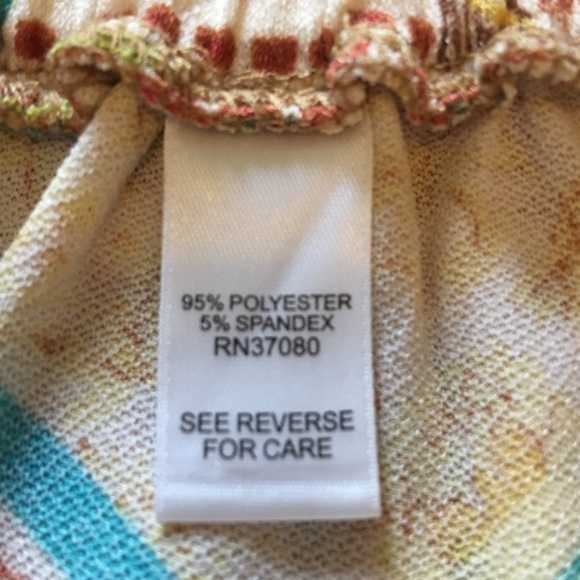 95% POLYESTER
5% SPANDEX
RN37080
SEE REVERSE
FOR CARE